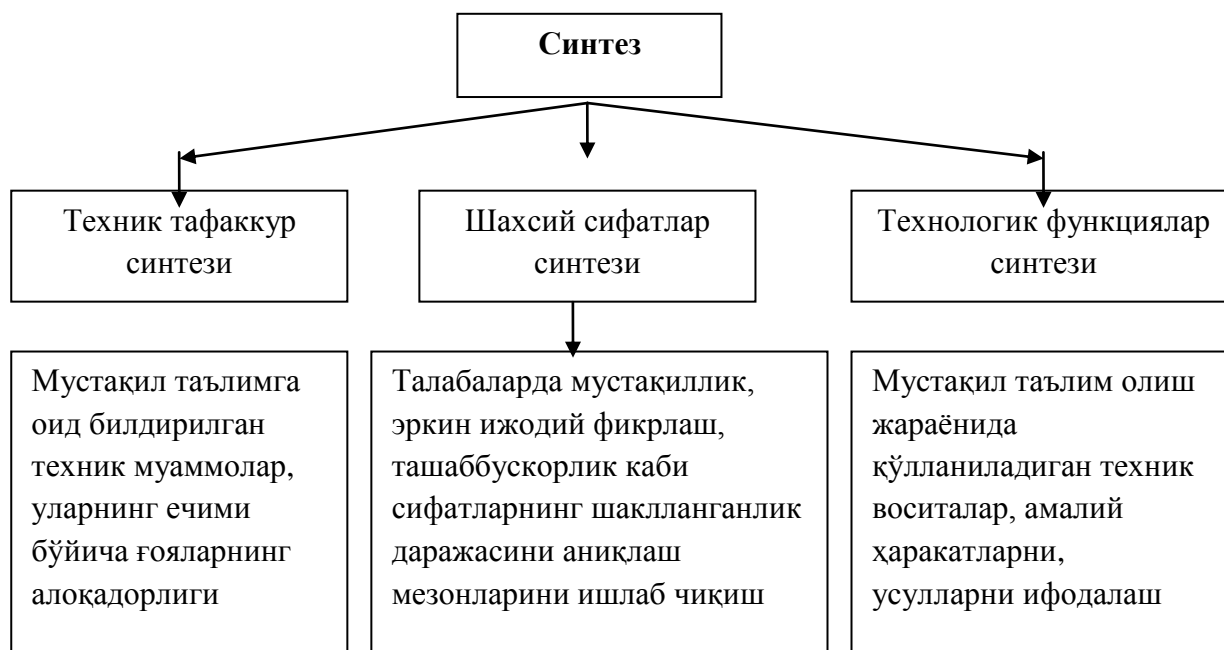 Синтез
Техник тафаккур
синтези
Шахсий сифатлар
синтези
Технологик функциялар
синтези
Мустақил таълимга
оид билдирилган
техник муаммолар,
уларнинг ечими
бўйича ғояларнинг
алоқадорлиги
Талабаларда мустақиллик,
эркин ижодий фикрлаш,
ташаббускорлик каби
сифатларнинг шаклланганлик
даражасини аниқлаш
мезонларини ишлаб чиқиш
Мустақил таълим олиш
жараёнида
қўлланиладиган техник
воситалар, амалий
ҳаракатларни,
усулларни ифодалаш